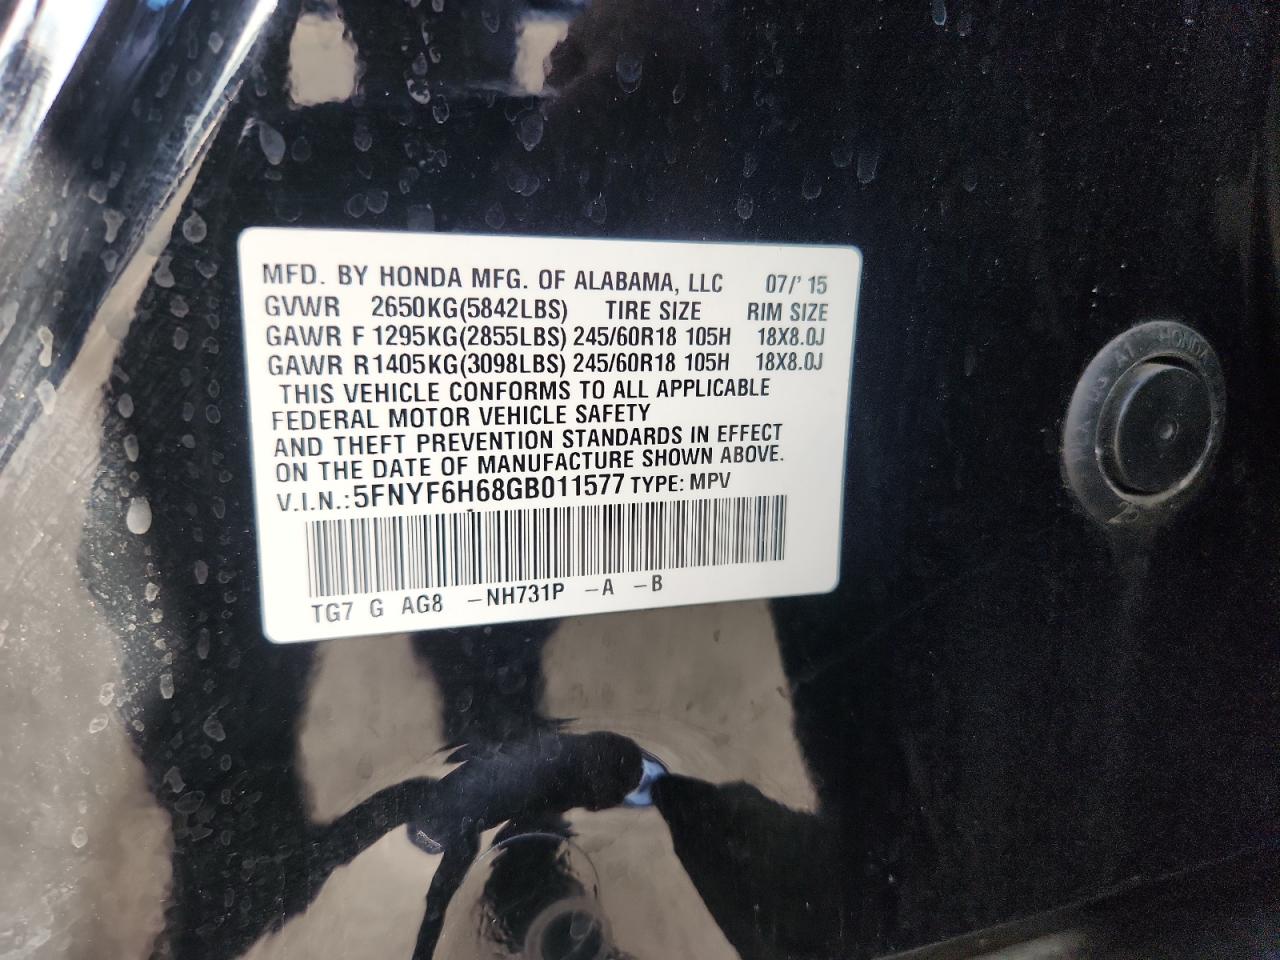 MFD. BY HONDA MFG. OF ALABAMA, LLC 07/' 15
GVWR 2650KG(5842LBS) TIRE SIZE RIM SIZE
GAWR F 1295KG(2855LBS) 245/60R18 105H 18X8.0J
GAWR R1405KG(3098LBS) 245/60R18 105H 18X8.0J
THIS VEHICLE CONFORMS TO ALL APPLICABLE
FEDERAL MOTOR VEHICLE SAFETY
AND THEFT PREVENTION STANDARDS IN EFFECT
ON THE DATE OF MANUFACTURE SHOWN ABOVE.
V.I.N.: 5FNYF6H68GB011577 TYPE: MPV
TG7 G AG8 -NH731P -A -B
HONDA